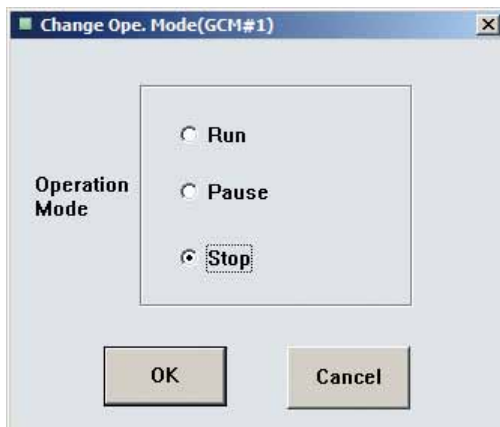 Change Ope. Mode(GCM#1)
Run
Operation
Mode
Pause
Stop
OK
Cancel